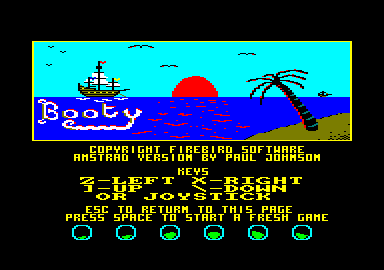 Booty
COPYRIGHT FIREBIRD SOFTWARE
AMSTRAD VERSION BY PAUL JOHNSON
KEYS
Z-LEFT X-RIGHT
1-UP \-DOWN
OR JOYSTICK
ESC TO RETURN TO THIS PAGE
PRESS SPACE TO START A FRESH GAME